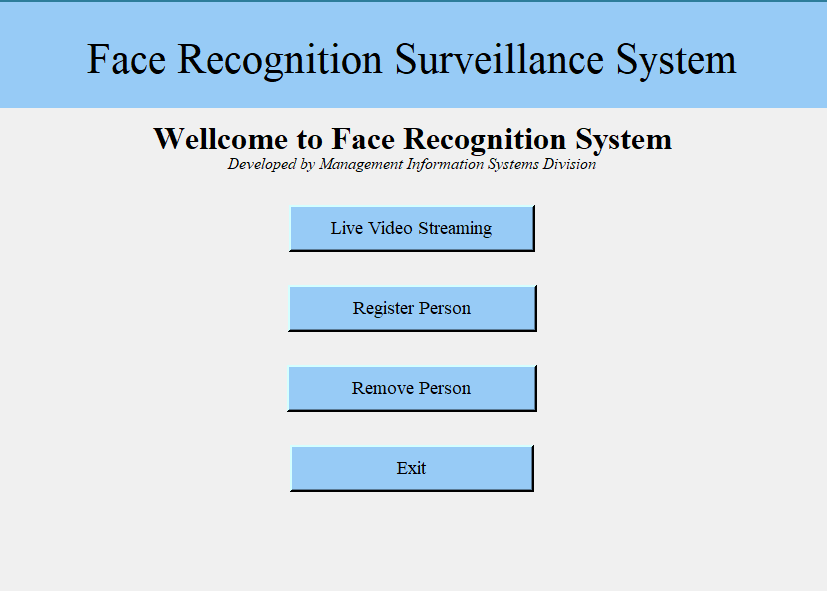 Face Recognition Surveillance System
Wellcome to Face Recognition System
Developed by Management Information Systems Division
Live Video Streaming
Register Person
Remove Person
Exit